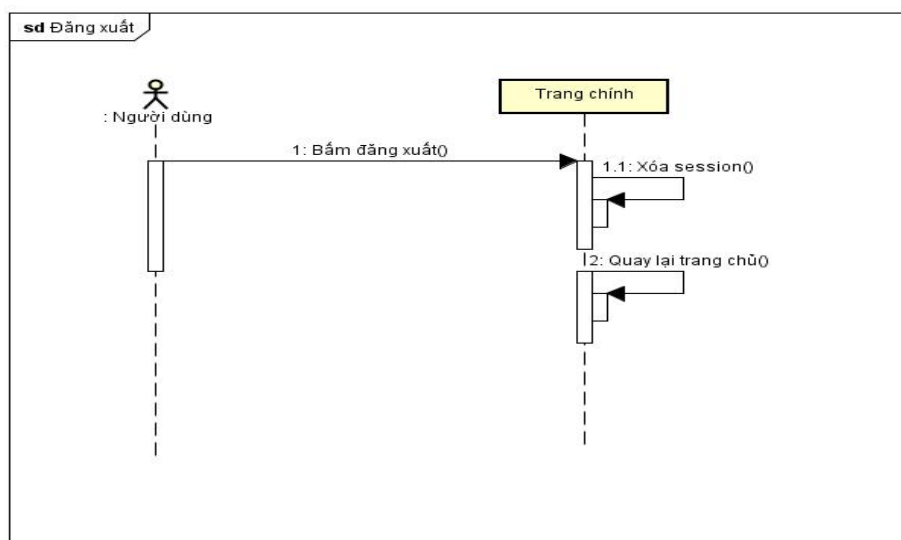 sd Đăng xuất
: Người dùng
Trang chính
1: Bấm đăng xuất()
1.1: Xóa session()
2: Quay lại trang chủ()